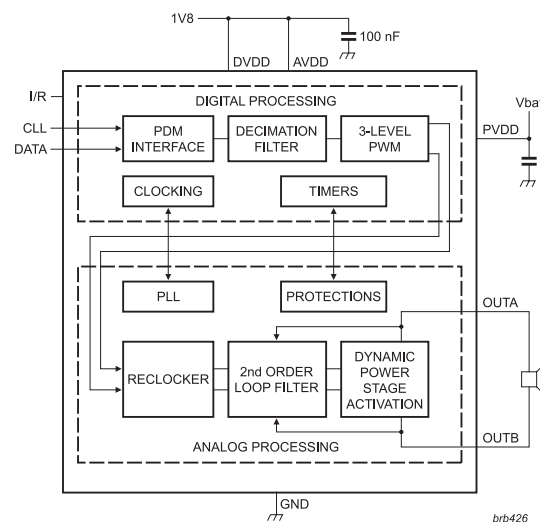 1V8
100 nF
DVDD
AVDD
I/R
DIGITAL PROCESSING
Vbat
CLL
DATA
PVDD
PDM
INTERFACE
DECIMATION
FILTER
3-LEVEL
PWM
CLOCKING
TIMERS
PLL
PROTECTIONS
OUTA
RECLOCKER
2nd ORDER
LOOP FILTER
DYNAMIC
POWER
STAGE
ACTIVATION
ANALOG PROCESSING
OUTB
GND
brb426